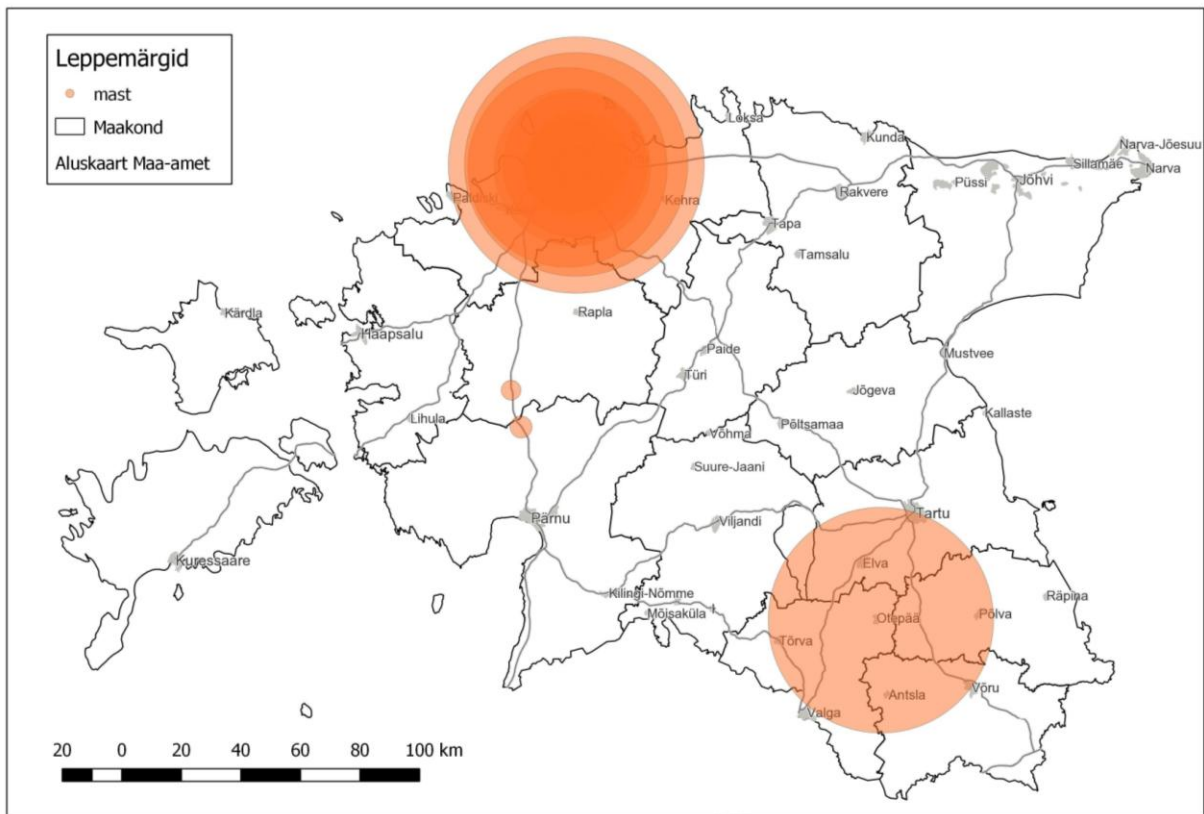 Leppemärgid
mast
Maakond
Aluskaart Maa-amet
Loksa
Kunda
Narva-Jõesuu
Sillamäe
Narva
Püssi
Jõhvi
Rakvere
Paldiski
Kehra
Tapa
Tamsalu
Kärdla
Rapla
Haapsalu
Paide
Mustvee
Türi
Jõgeva
Lihula
Põltsamaa
Kallaste
Võhma
Suure-Jaani
Pärnu
Viljandi
Tartu
Kuressaare
Elva
Kilingi-Nõmme
Räpina
Mõisaküla
Otepää
Põlva
Tõrva
Antsla
Võru
Valga
20 0 20 40 60 80 100 km